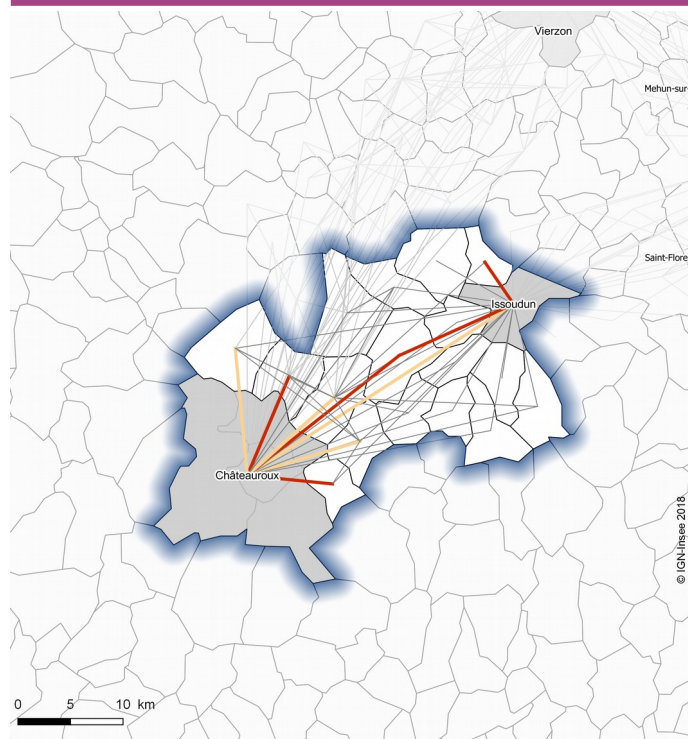 Vierzon
Mehun-sur-
Saint-Flore
Issoudun
Châteauroux
© IGN-Insee 2018
0 5 10 km